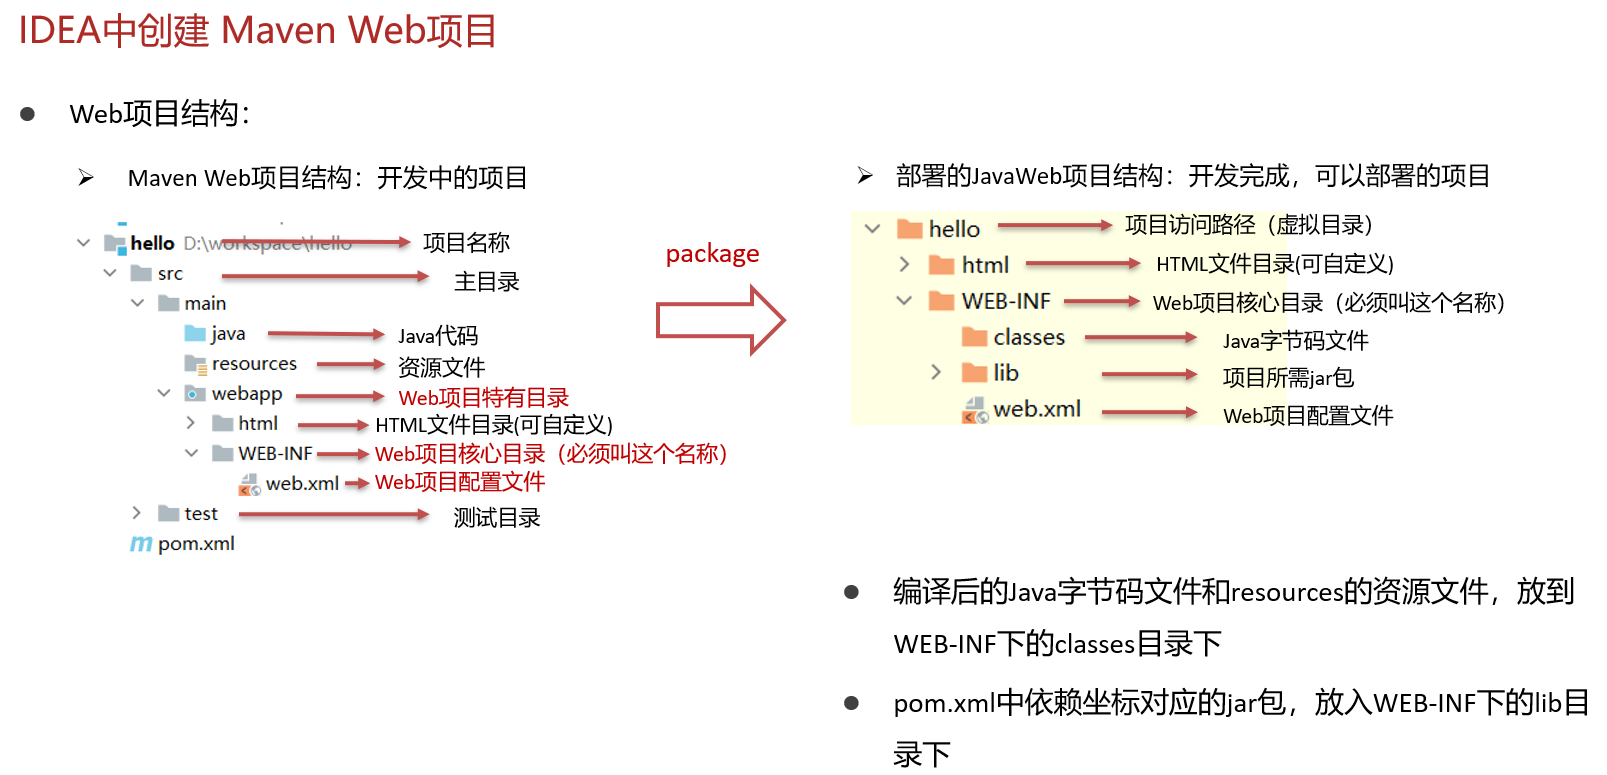 IDEA中创建 Maven Web项目
Web项目结构：
Maven Web项目结构：开发中的项目
hello D:\workspace\hello 项目名称
src 主目录
main
java Java代码
resources 资源文件
webapp Web项目特有目录
html HTML文件目录(可自定义)
WEB-INF Web项目核心目录（必须叫这个名称）
web.xml Web项目配置文件
test 测试目录
pom.xml
package
部署的JavaWeb项目结构：开发完成，可以部署的项目
hello 项目访问路径（虚拟目录）
html HTML文件目录(可自定义)
WEB-INF Web项目核心目录（必须叫这个名称）
classes Java字节码文件
lib 项目所需jar包
web.xml Web项目配置文件
编译后的Java字节码文件和resources的资源文件，放到
WEB-INF下的classes目录下
pom.xml中依赖坐标对应的jar包，放入WEB-INF下的lib目
录下